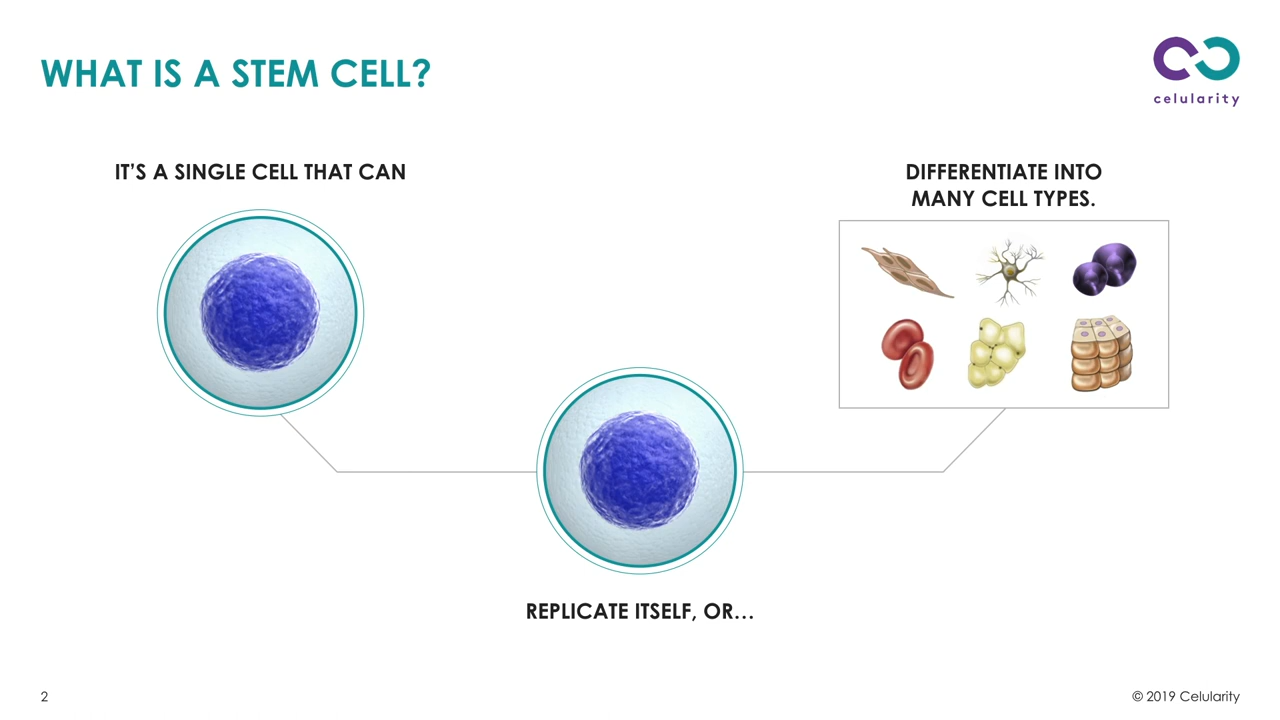 WHAT IS A STEM CELL?
celularity
IT’S A SINGLE CELL THAT CAN
DIFFERENTIATE INTO
MANY CELL TYPES.
REPLICATE ITSELF, OR…
2
© 2019 Celularity